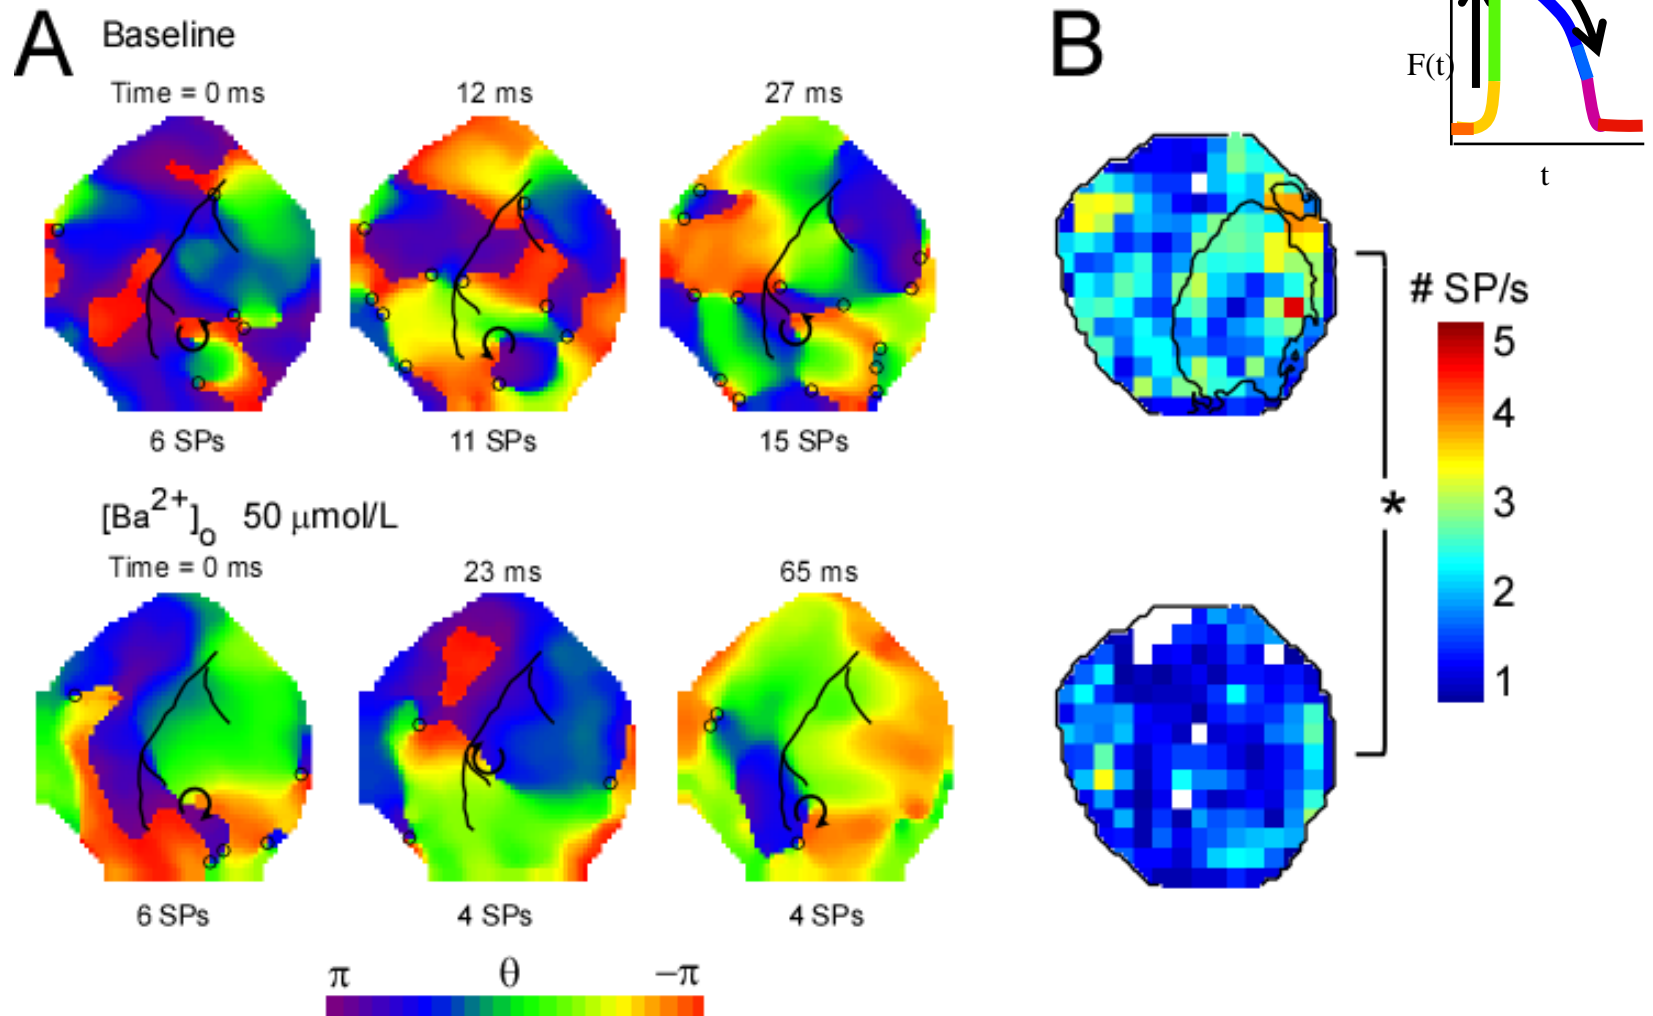 A
Baseline
Time = 0 ms
12 ms
27 ms
6 SPs
11 SPs
15 SPs
[Ba2+]o 50 μmol/L
Time = 0 ms
23 ms
65 ms
6 SPs
4 SPs
4 SPs
π θ −π
B
F(t)
t
*
# SP/s
5
4
3
2
1